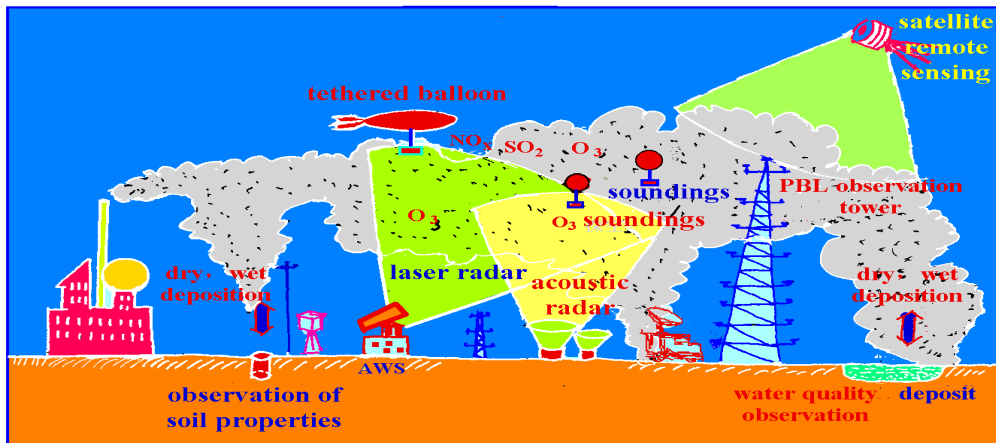 satellite
remote
sensing
tethered balloon
NOₓ SO₂ O₃
soundings
PBL observation
tower
O₃
O₃ soundings
laser radar
acoustic
radar
dry, wet
deposition
dry, wet
deposition
AWS
observation of
soil properties
water quality deposit
observation